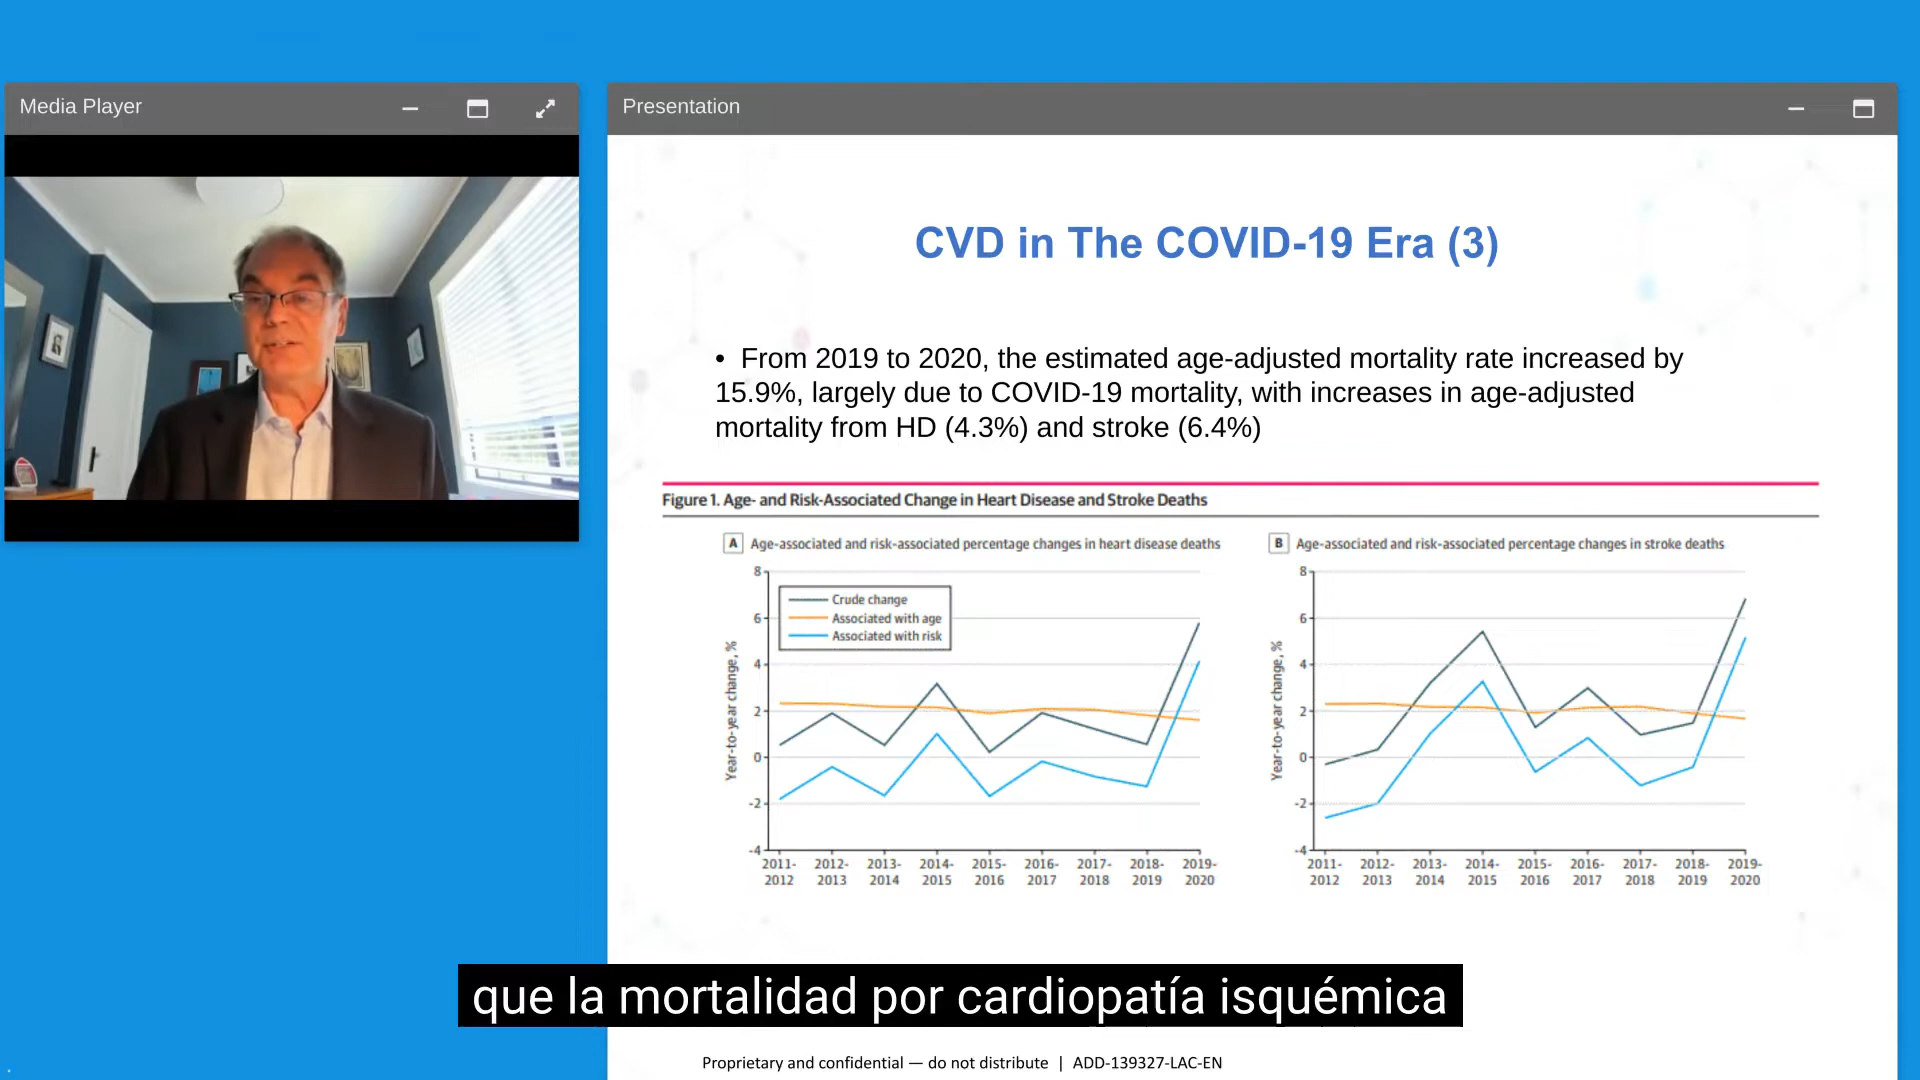 Media Player
Presentation
CVD in The COVID-19 Era (3)
• From 2019 to 2020, the estimated age-adjusted mortality rate increased by
15.9%, largely due to COVID-19 mortality, with increases in age-adjusted
mortality from HD (4.3%) and stroke (6.4%)
Figure 1. Age- and Risk-Associated Change in Heart Disease and Stroke Deaths
A Age-associated and risk-associated percentage changes in heart disease deaths
8
6
4
2
0
-2
-4
Year-to-year change, %
Crude change
Associated with age
Associated with risk
2011-2012
2012-2013
2013-2014
2014-2015
2015-2016
2016-2017
2017-2018
2018-2019
2019-2020
B Age-associated and risk-associated percentage changes in stroke deaths
8
6
4
2
0
-2
-4
Year-to-year change, %
2011-2012
2012-2013
2013-2014
2014-2015
2015-2016
2016-2017
2017-2018
2018-2019
2019-2020
que la mortalidad por cardiopatía isquémica
Proprietary and confidential — do not distribute | ADD-139327-LAC-EN